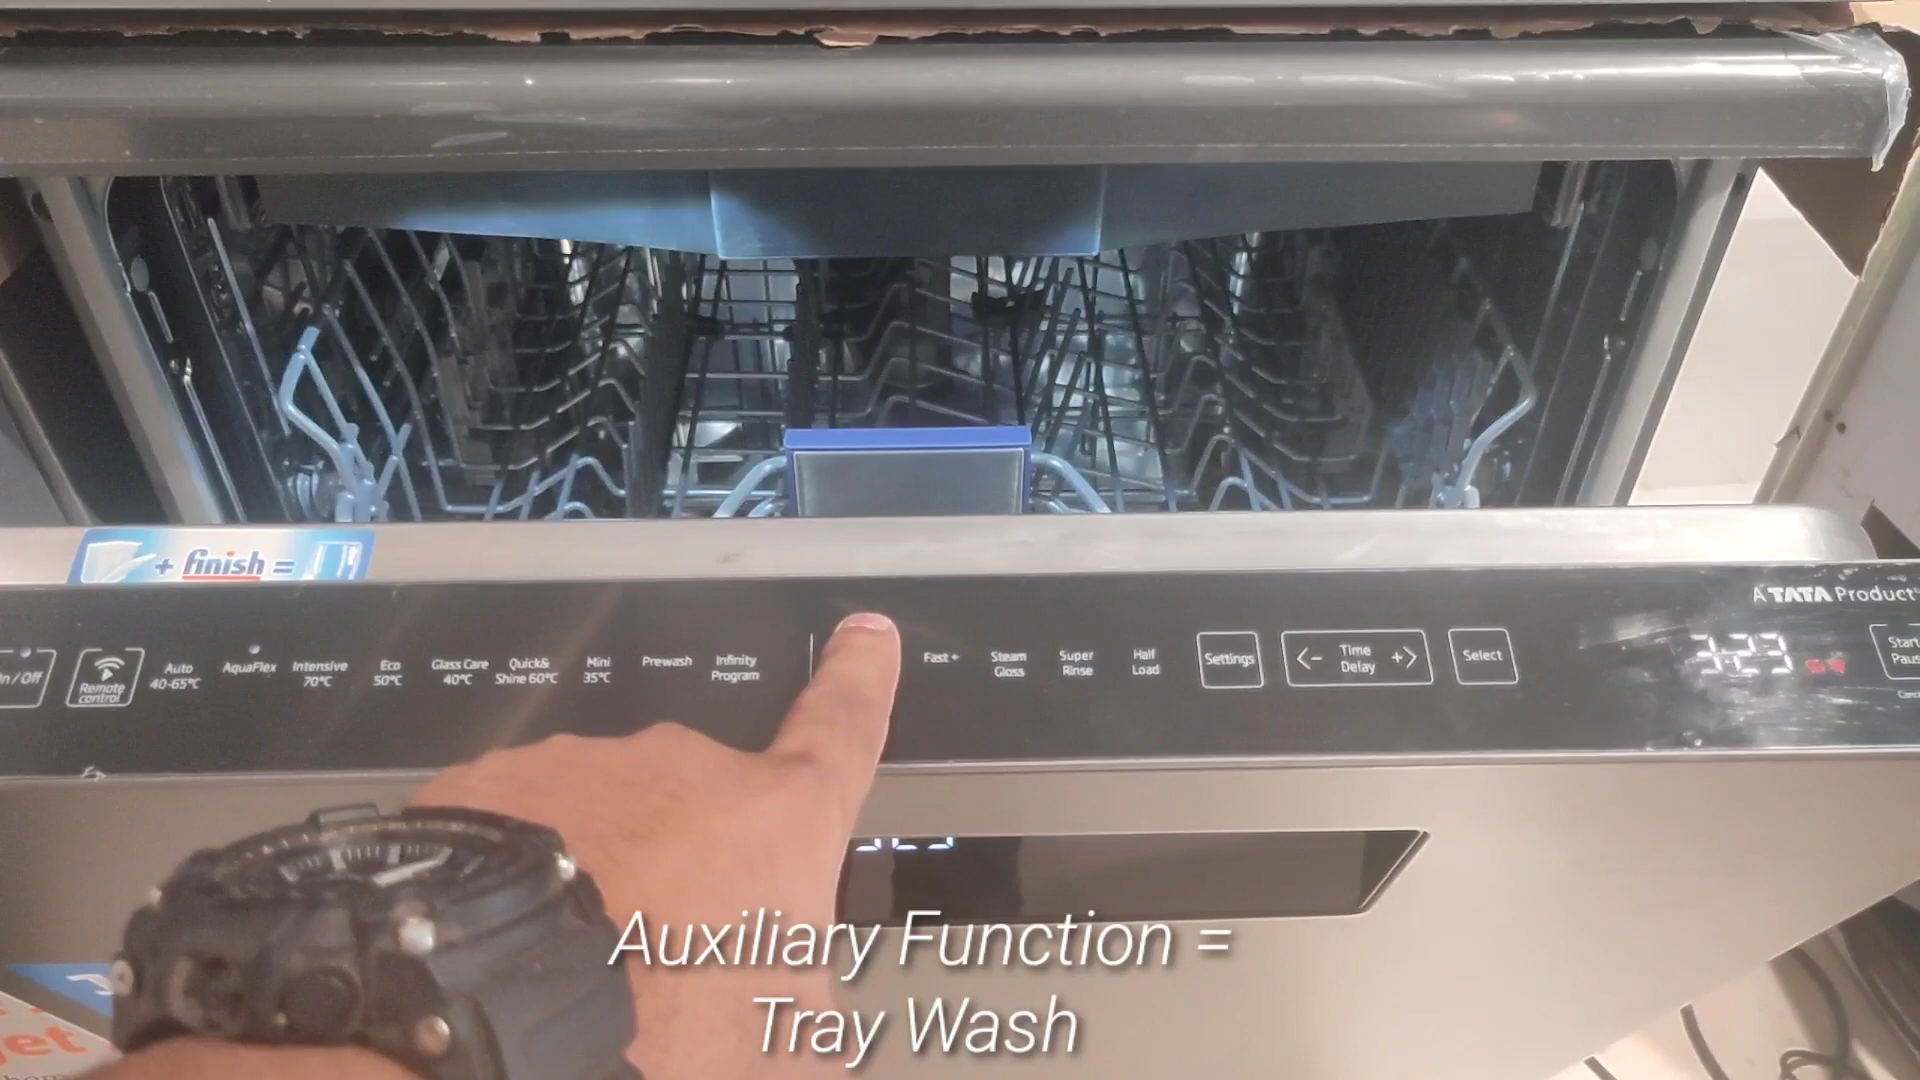 + finish =
A TATA Product
On / Off
Remote
control
Auto
40-65°C
AquaFlex
Intensive
70°C
Eco
50°C
Glass Care
40°C
Quick&
Shine 60°C
Mini
35°C
Prewash
Infinity
Program
Fast+
Steam
Gloss
Super
Rinse
Half
Load
Settings
<-
Time
Delay
+>
Select
3:29
Start
Auxiliary Function =
Tray Wash